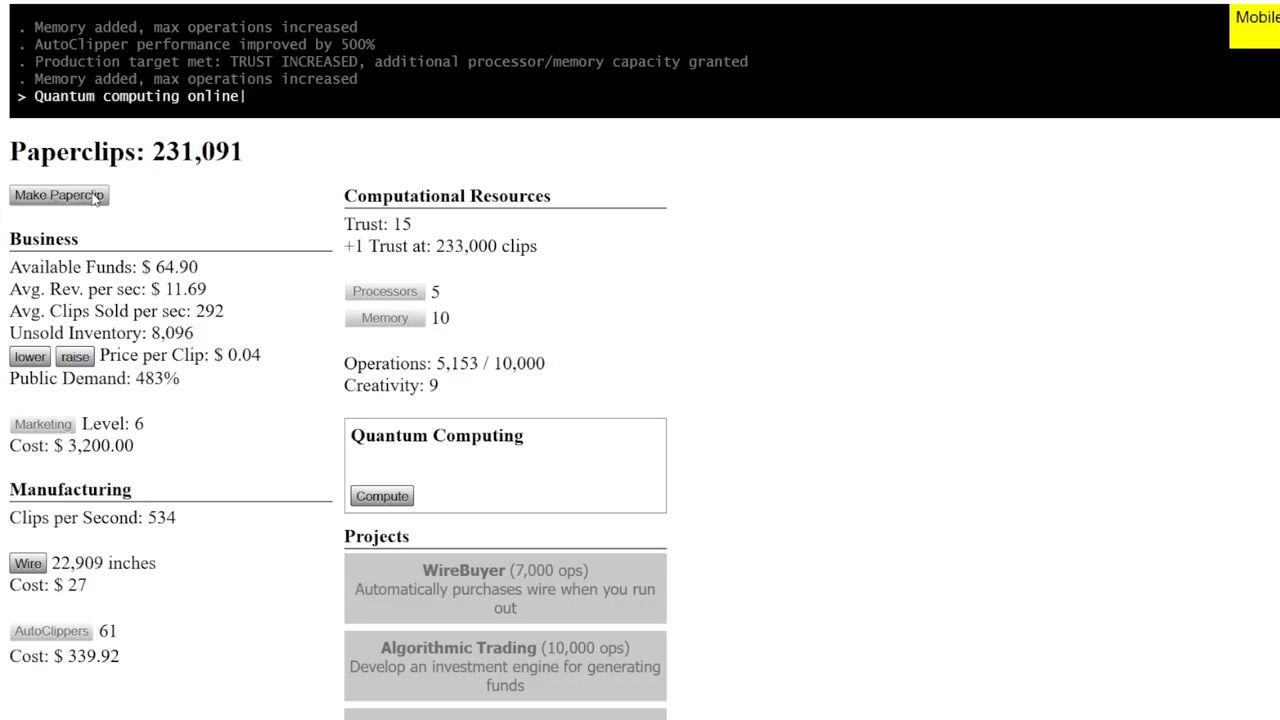 . Memory added, max operations increased
. AutoClipper performance improved by 500%
. Production target met: TRUST INCREASED, additional processor/memory capacity granted
. Memory added, max operations increased
> Quantum computing online|
Mobile
Paperclips: 231,091
Make Paperclip
Business
Available Funds: $ 64.90
Avg. Rev. per sec: $ 11.69
Avg. Clips Sold per sec: 292
Unsold Inventory: 8,096
lower raise Price per Clip: $ 0.04
Public Demand: 483%
Marketing Level: 6
Cost: $ 3,200.00
Manufacturing
Clips per Second: 534
Wire 22,909 inches
Cost: $ 27
AutoClippers 61
Cost: $ 339.92
Computational Resources
Trust: 15
+1 Trust at: 233,000 clips
Processors 5
Memory 10
Operations: 5,153 / 10,000
Creativity: 9
Quantum Computing
Compute
Projects
WireBuyer (7,000 ops)
Automatically purchases wire when you run
out
Algorithmic Trading (10,000 ops)
Develop an investment engine for generating
funds